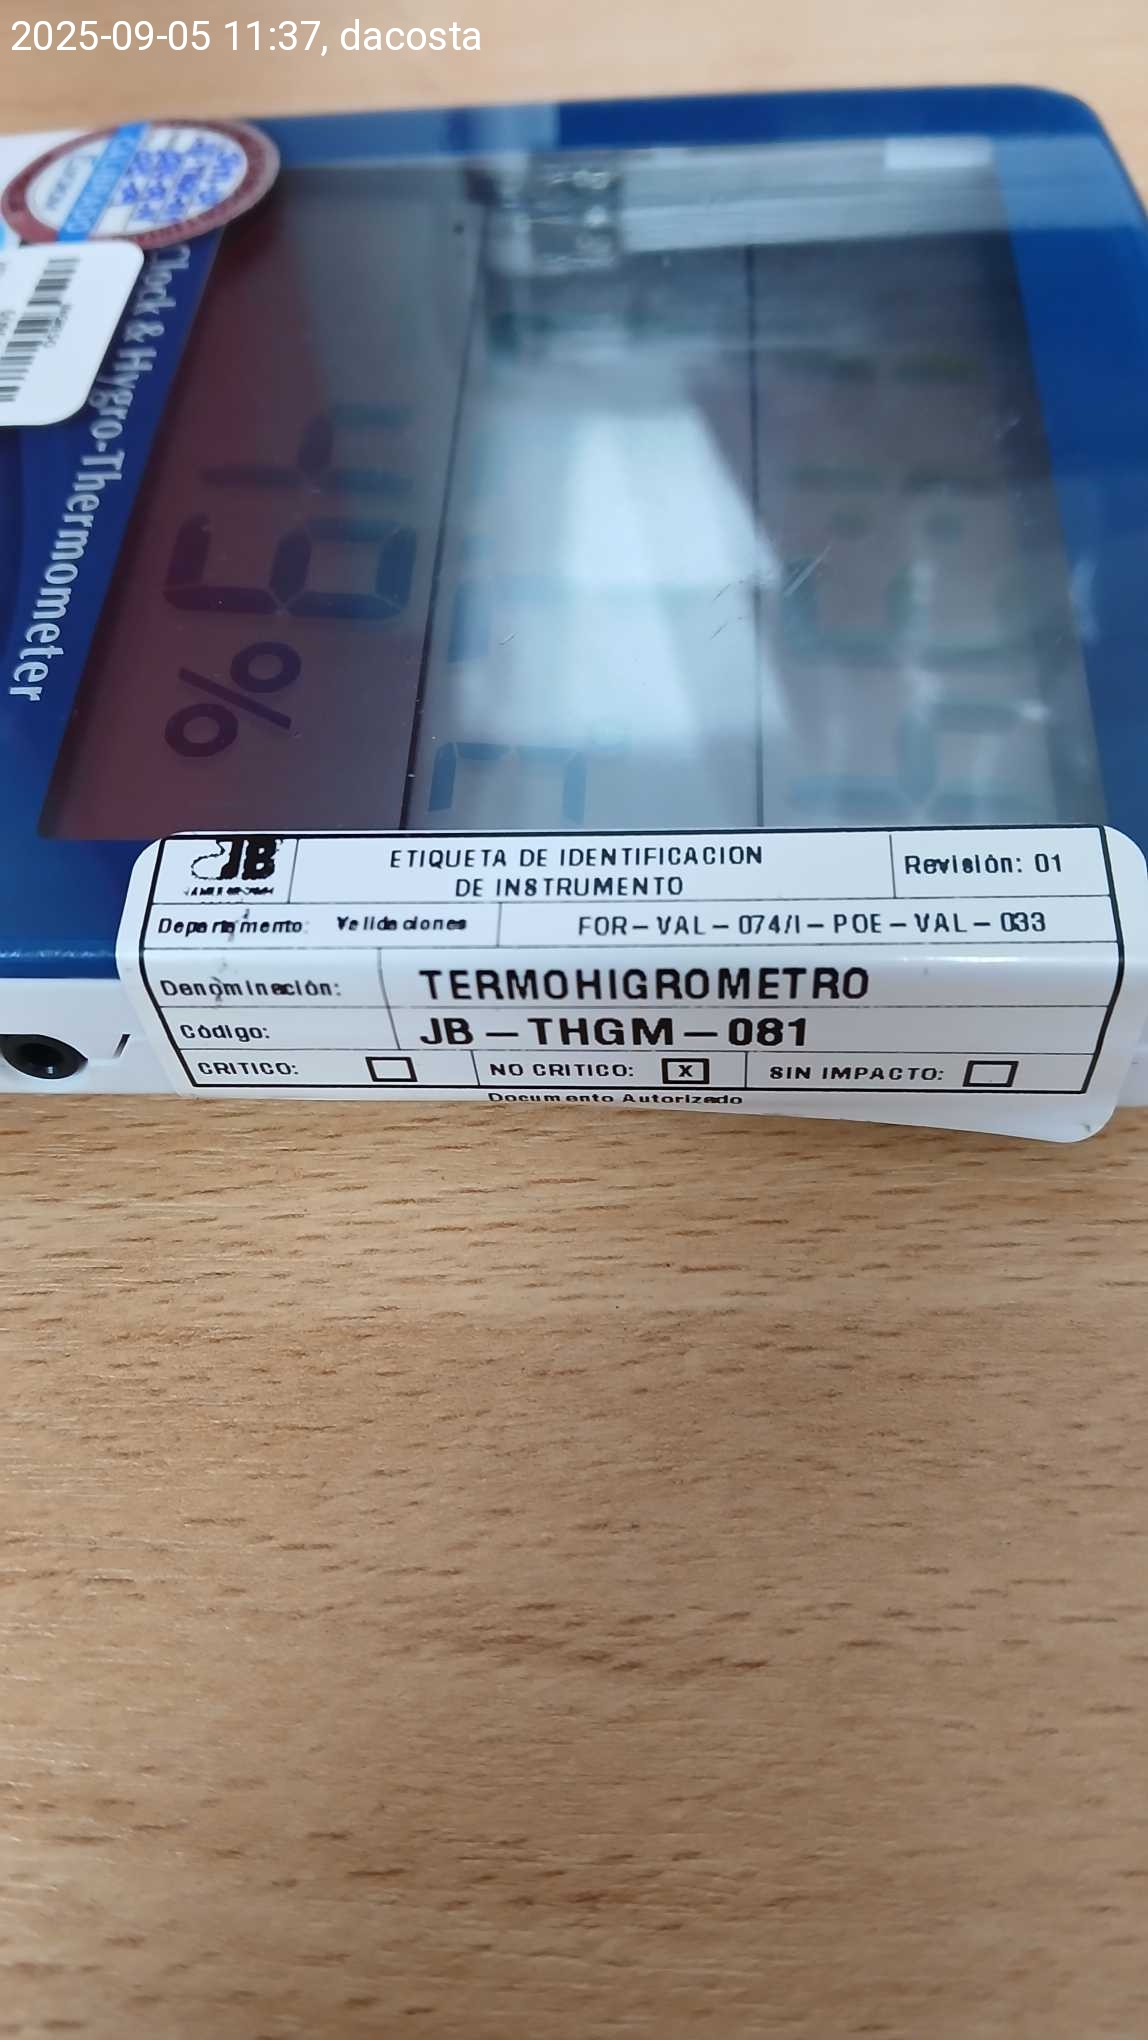 2025-09-05 11:37, dacosta
Clock & Hygro-Thermometer
%
JB
ETIQUETA DE IDENTIFICACION
DE INSTRUMENTO
Revisión: 01
Departamento: Validaciones
FOR-VAL-074/I-POE-VAL-033
Denominación: TERMOHIGROMETRO
Código: JB-THGM-081
CRITICO: NO CRITICO: X SIN IMPACTO:
Documento Autorizado